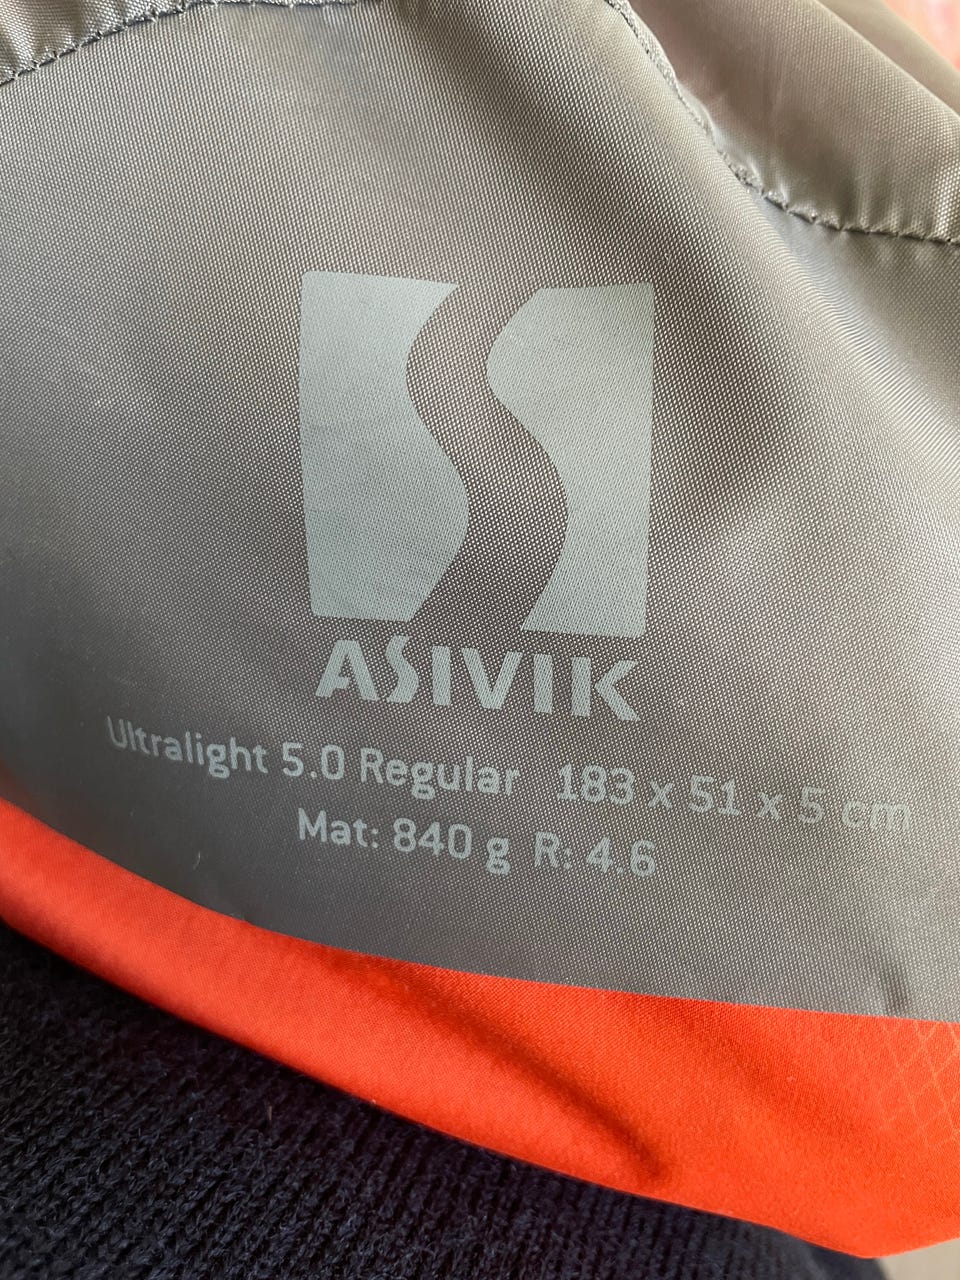 ASIVIK
Ultralight 5.0 Regular 183 x 51 x 5 cm
Mat: 840 g R: 4.6